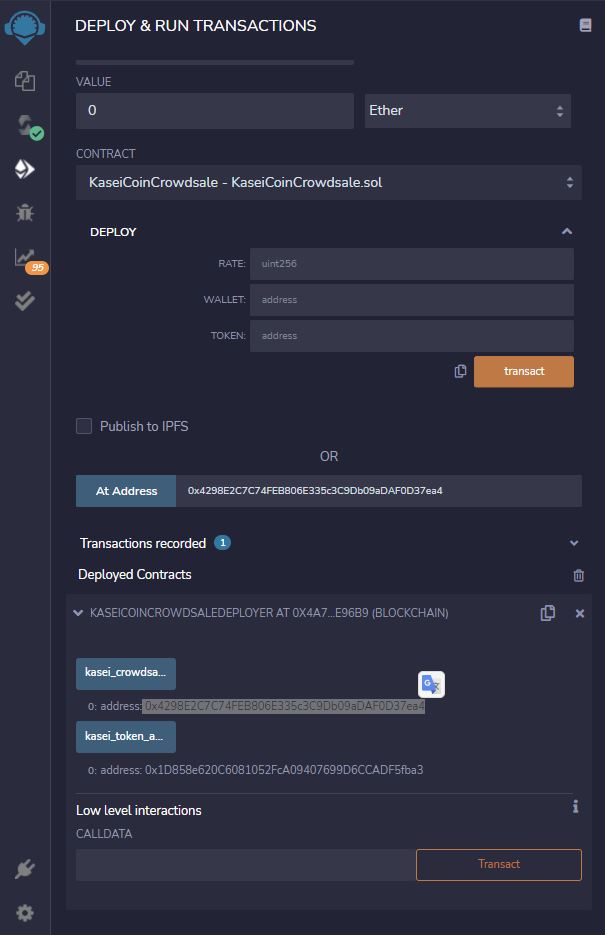 DEPLOY & RUN TRANSACTIONS
VALUE
0
Ether
CONTRACT
KaseiCoinCrowdsale - KaseiCoinCrowdsale.sol
95
DEPLOY
RATE: uint256
WALLET: address
TOKEN: address
transact
Publish to IPFS
OR
At Address 0x4298E2C7C74FEB806E335c3C9Db09aDAF0D37ea4
Transactions recorded 1
Deployed Contracts
KASEICOINCROWDSALEDEPLOYER AT 0X4A7...E96B9 (BLOCKCHAIN)
kasei_crowdsa...
G
0: address: 0x4298E2C7C74FEB806E335c3C9Db09aDAF0D37ea4
kasei_token_a...
0: address: 0x1D858e620C6081052FcA09407699D6CCADF5fba3
Low level interactions
CALLDATA
Transact